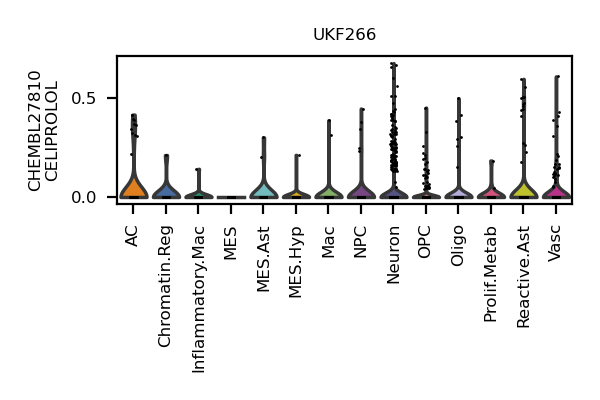 UKF266
CHEMBL27810
CELIPROLOL
0.5
0.0
AC
Chromatin.Reg
Inflammatory.Mac
MES
MES.Ast
MES.Hyp
Mac
NPC
Neuron
OPC
Oligo
Prolif.Metab
Reactive.Ast
Vasc